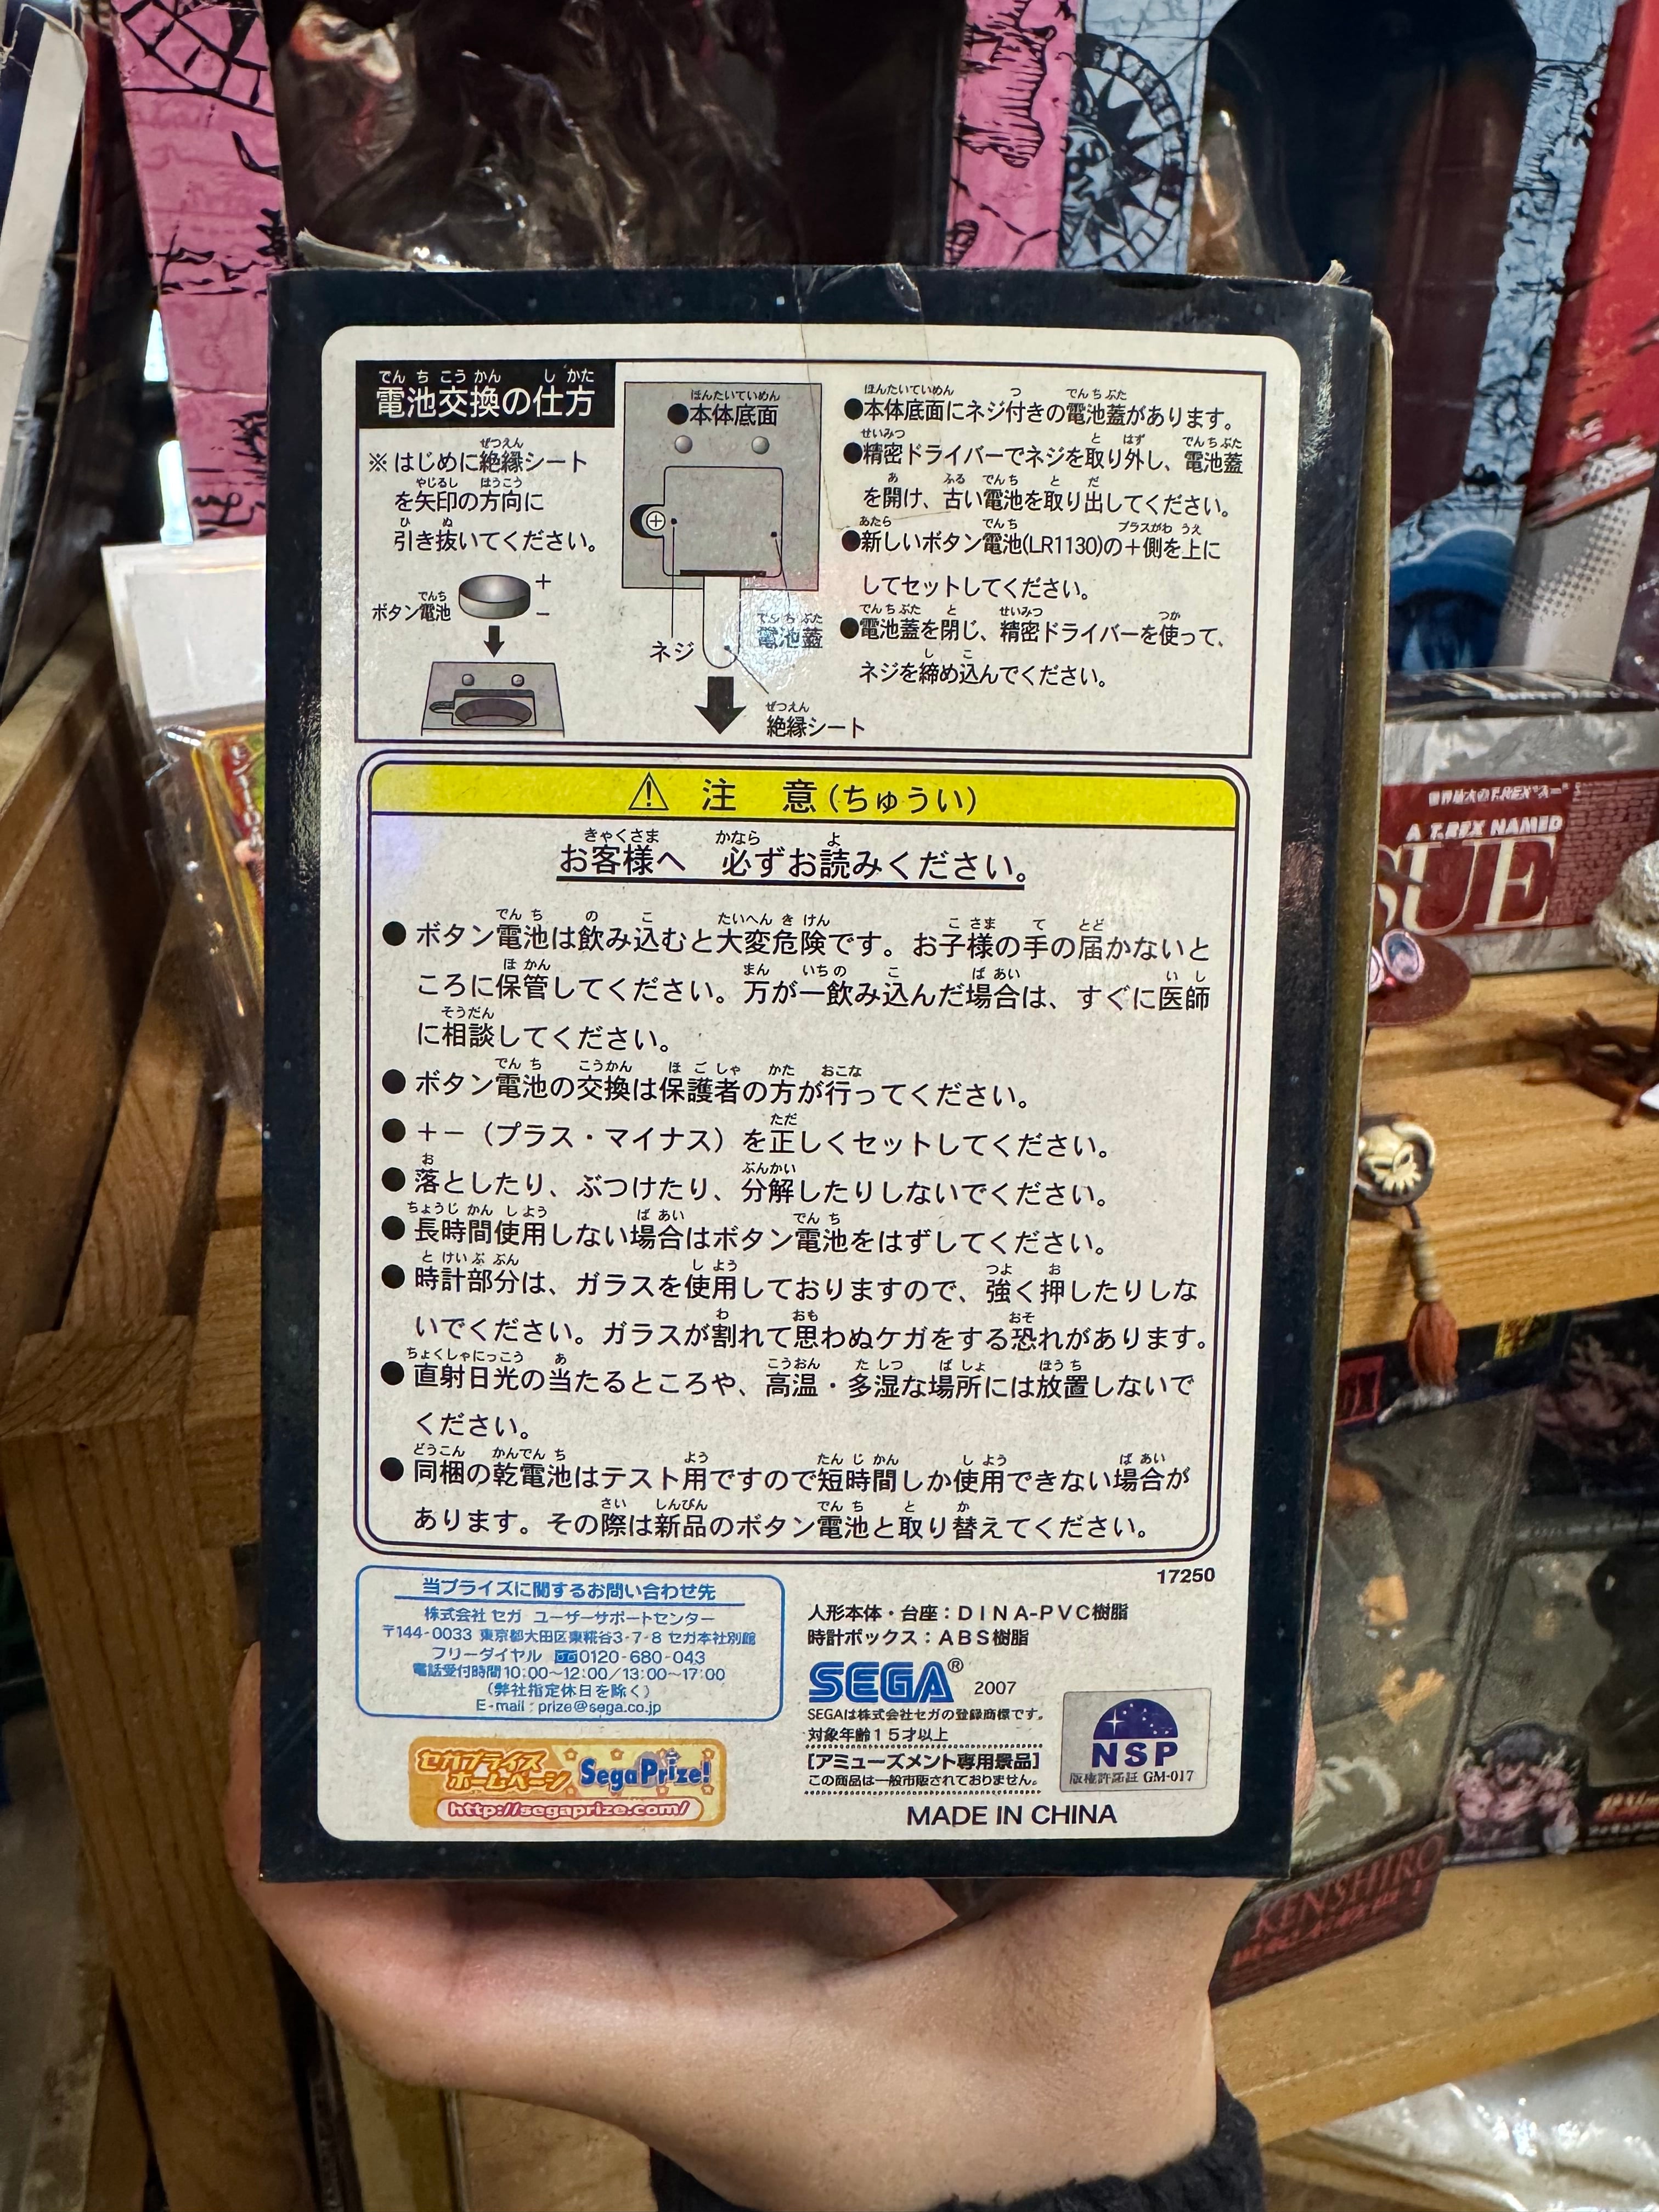 電池交換の仕方
※はじめに絶縁シート
を矢印の方向に
引き抜いてください。
ボタン電池
+
−
●本体底面
ネジ
電池蓋
絶縁シート
●本体底面にネジ付きの電池蓋があります。
●精密ドライバーでネジを取り外し、電池蓋
を開け、古い電池を取り出してください。
●新しいボタン電池(LR1130)の＋側を上に
してセットしてください。
●電池蓋を閉じ、精密ドライバーを使って、
ネジを締め込んでください。
⚠ 注 意(ちゅうい)
お客様へ 必ずお読みください。
●ボタン電池は飲み込むと大変危険です。お子様の手の届かないと
ころに保管してください。万が一飲み込んだ場合は、すぐに医師
に相談してください。
●ボタン電池の交換は保護者の方が行ってください。
●＋−（プラス・マイナス）を正しくセットしてください。
●落としたり、ぶつけたり、分解したりしないでください。
●長時間使用しない場合はボタン電池をはずしてください。
●時計部分は、ガラスを使用しておりますので、強く押したりしな
いでください。ガラスが割れて思わぬケガをする恐れがあります。
●直射日光の当たるところや、高温・多湿な場所には放置しないで
ください。
●同梱の乾電池はテスト用ですので短時間しか使用できない場合が
あります。その際は新品のボタン電池と取り替えてください。
17250
当プライズに関するお問い合わせ先
株式会社 セガ ユーザーサポートセンター
〒144-0033 東京都大田区東糀谷3-7-8 セガ本社別館
フリーダイヤル 0120-680-043
電話受付時間10:00〜12:00/13:00〜17:00
(弊社指定休日を除く)
E-mail : prize@sega.co.jp
セガプライズ
ホームページ
SegaPrize!
http://segaprize.com/
人形本体・台座：DINA-PVC樹脂
時計ボックス：ABS樹脂
SEGA® 2007
SEGAは株式会社セガの登録商標です。
対象年齢15才以上
[アミューズメント専用景品]
この商品は一般市販されておりません。
NSP
版権許諾証 GM-017
MADE IN CHINA
A T.REX NAMED
SUE
KENSHIRO